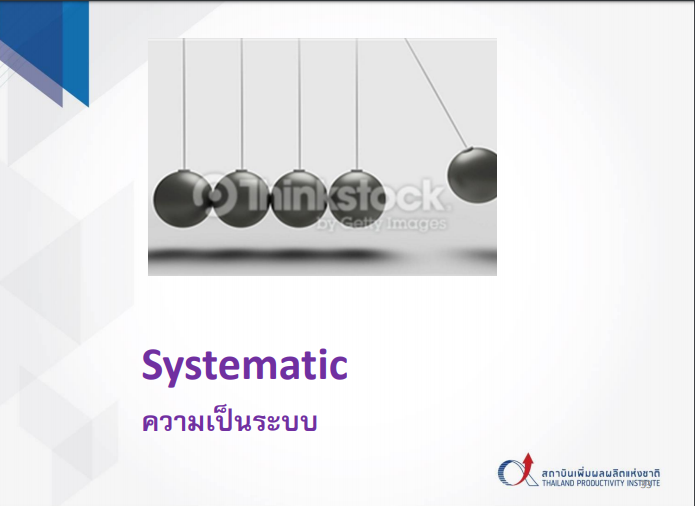 Thinkstock
by Getty Images
Systematic
ความเป็นระบบ
สถาบันเพิ่มผลผลิตแห่งชาติ
THAILAND PRODUCTIVITY INSTITUTE